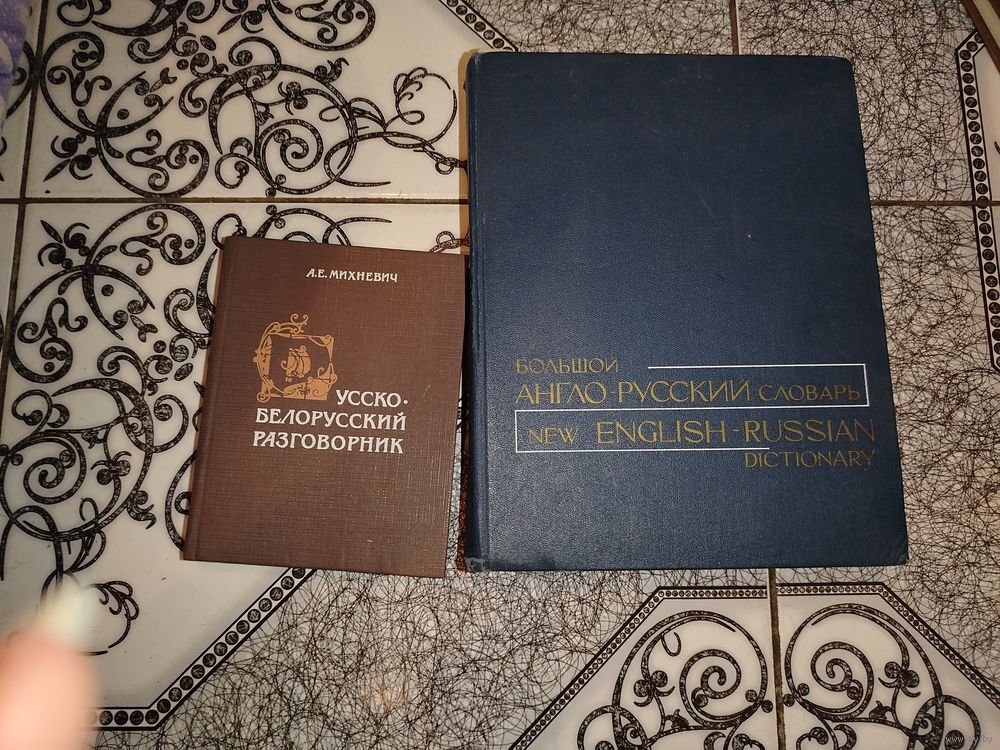 А.Е. МИХНЕВИЧ
РУССКО-
БЕЛОРУССКИЙ
РАЗГОВОРНИК
БОЛЬШОЙ
АНГЛО-РУССКИЙ СЛОВАРЬ
NEW ENGLISH-RUSSIAN
DICTIONARY